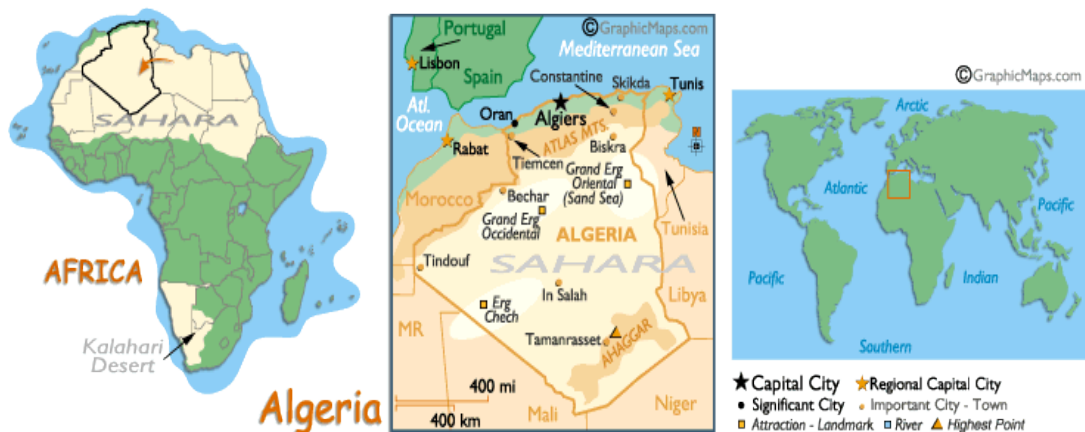 SAHARA
AFRICA
Kalahari
Desert
Algeria
©GraphicMaps.com
Portugal
Mediterranean Sea
Lisbon
Spain
Constantine
Skikda
Tunis
Atl.
Ocean
Oran
Algiers
ATLAS MTS.
Rabat
Tiemcen
Biskra
Grand Erg
Oriental
(Sand Sea)
Morocco
Bechar
Grand Erg
Occidental
ALGERIA
Tunisia
SAHARA
Tindouf
In Salah
Libya
Erg
Chech
MR
Tamanrasset
AHAGGAR
400 mi
400 km
Mali
Niger
©GraphicMaps.com
Arctic
Atlantic
Pacific
Pacific
Indian
Southern
Capital City
Regional Capital City
Significant City
Important City - Town
Attraction - Landmark
River
Highest Point